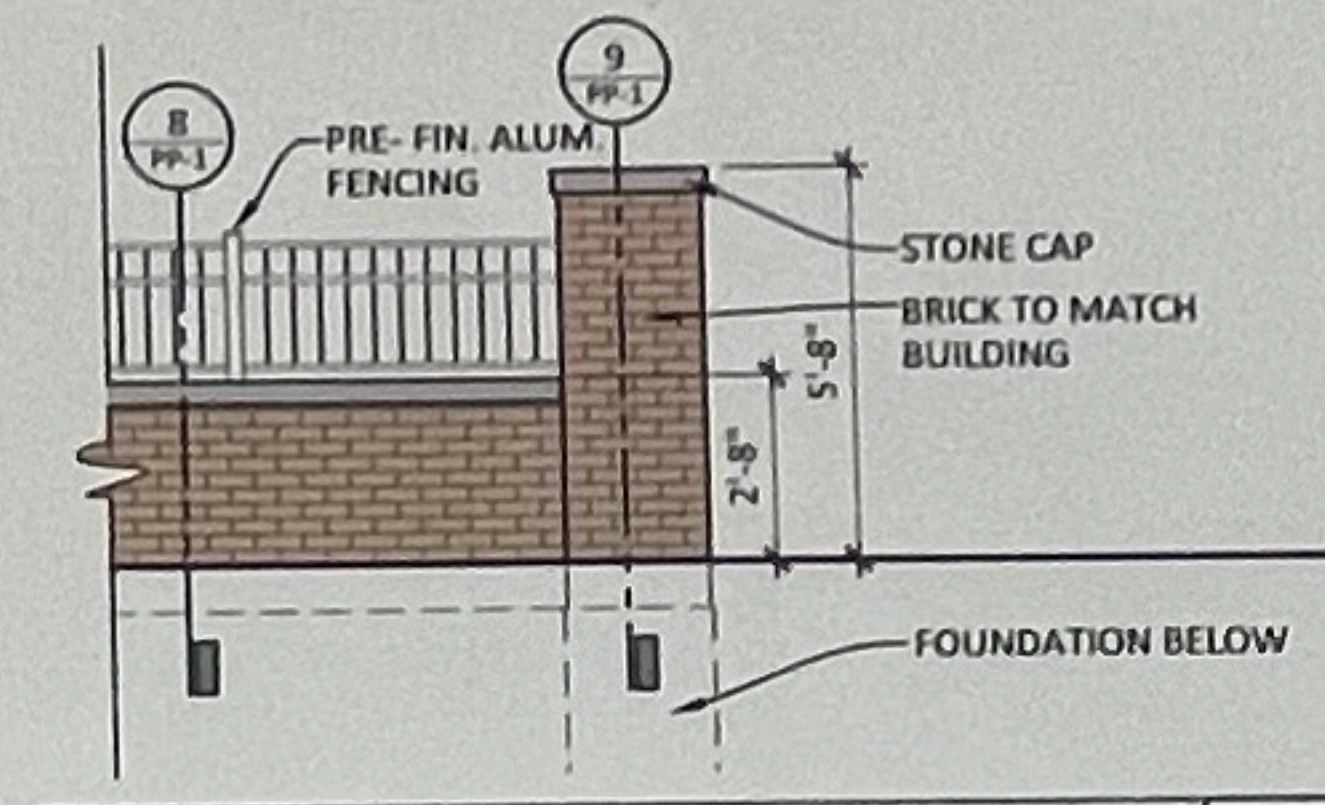 9
PP-1
8
PP-1
PRE- FIN. ALUM.
FENCING
STONE CAP
BRICK TO MATCH
BUILDING
5'-8"
2'-8"
FOUNDATION BELOW